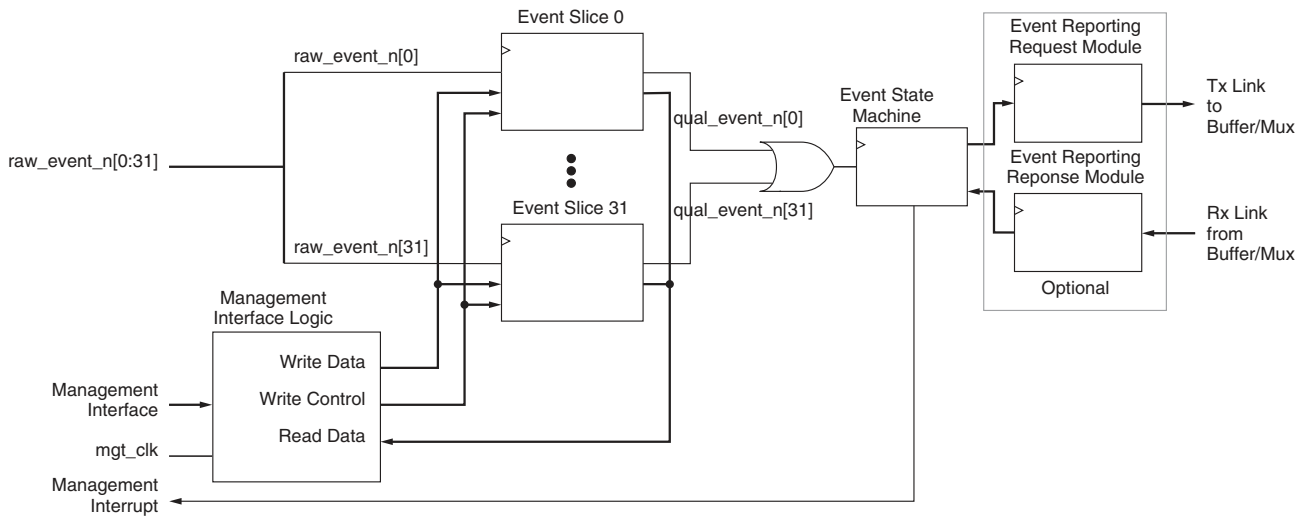 Event Slice 0
Event Reporting
Request Module
raw_event_n[0]
Tx Link
to
Buffer/Mux
Event State
Machine
qual_event_n[0]
raw_event_n[0:31]
Event Reporting
Reponse Module
Event Slice 31
qual_event_n[31]
Rx Link
from
Buffer/Mux
raw_event_n[31]
Optional
Management
Interface Logic
Write Data
Management
Interface
Write Control
Read Data
mgt_clk
Management
Interrupt